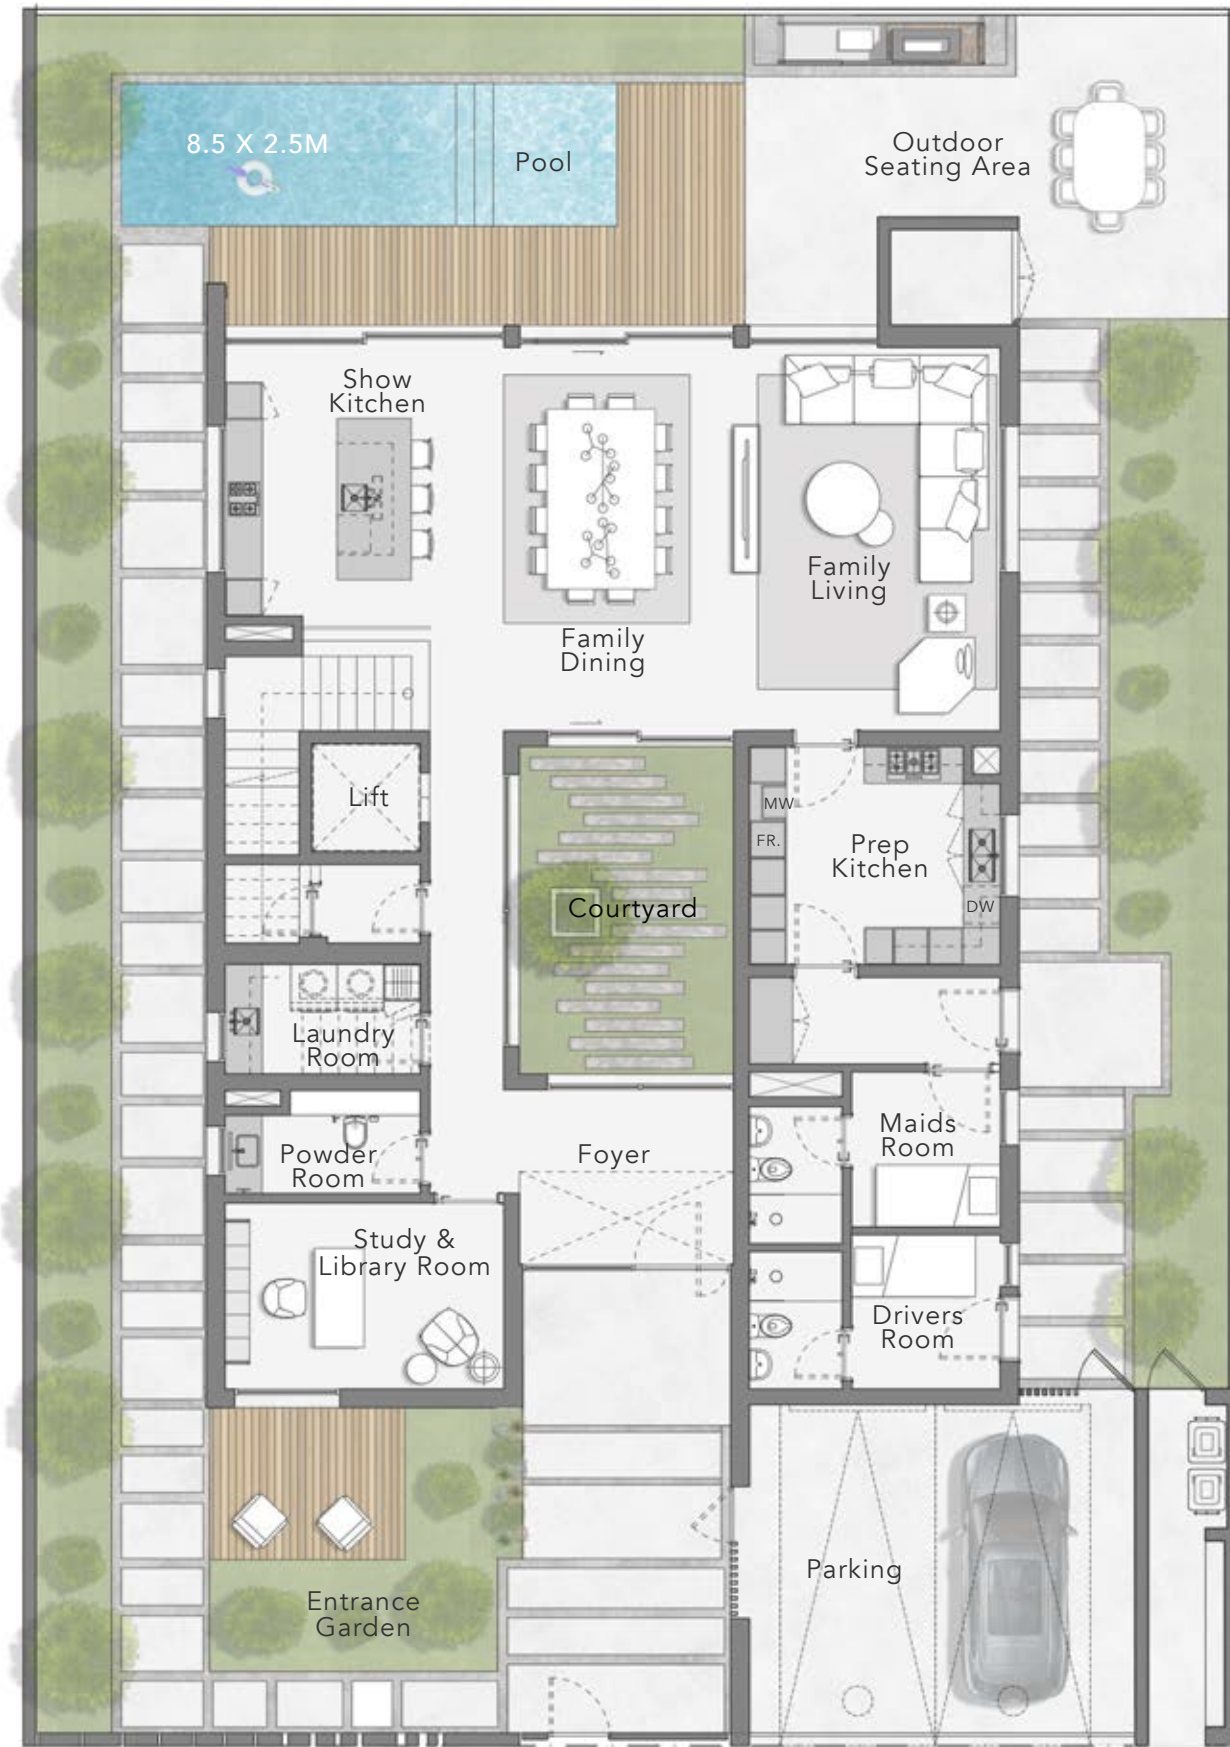 8.5 X 2.5M
Pool
Outdoor
Seating Area
Show
Kitchen
Family
Dining
Family
Living
Lift
MW
FR.
Prep
Kitchen
DW
Courtyard
Laundry
Room
Powder
Room
Foyer
Maids
Room
Study &
Library Room
Drivers
Room
Parking
Entrance
Garden